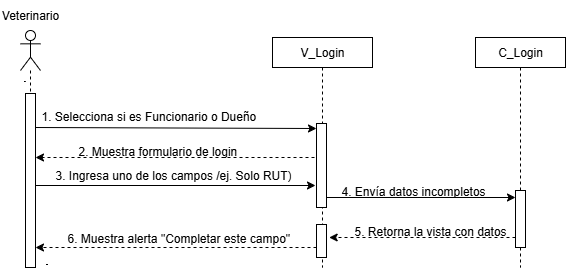 Veterinario
V_Login
C_Login
1. Selecciona si es Funcionario o Dueño
2. Muestra formulario de login
3. Ingresa uno de los campos /ej. Solo RUT)
4. Envía datos incompletos
5. Retorna la vista con datos
6. Muestra alerta "Completar este campo"